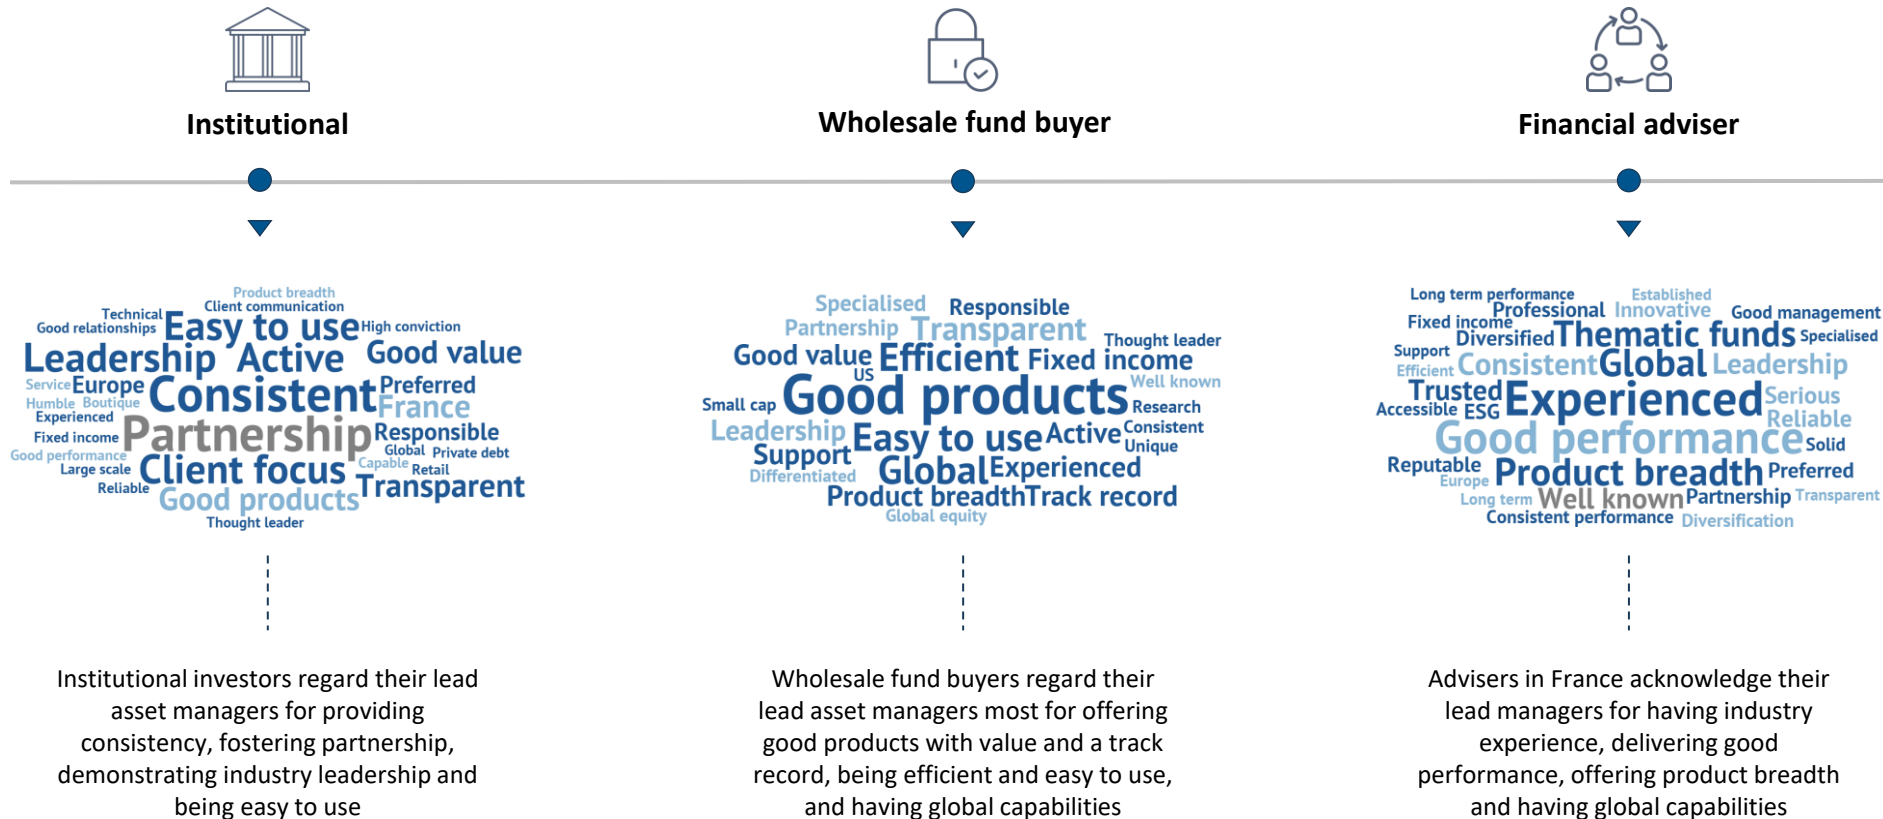 Institutional
Wholesale fund buyer
Financial adviser
Product breadth
Client communication
Technical
Good relationships
Easy to use
High conviction
Leadership
Active
Good value
Service
Europe
Consistent
Preferred
Humble
Boutique
France
Experienced
Partnership
Responsible
Fixed income
Global
Private debt
Good performance
Large scale
Client focus
Capable
Retail
Reliable
Good products
Transparent
Thought leader
Specialised
Responsible
Partnership
Transparent
Thought leader
Good value
Efficient
Fixed income
US
Good products
Well known
Small cap
Research
Leadership
Easy to use
Active
Consistent
Unique
Support
Global
Experienced
Differentiated
Product breadth
Track record
Global equity
Long term performance
Established
Professional
Innovative
Good management
Fixed income
Diversified
Thematic funds
Specialised
Support
Consistent
Global
Leadership
Efficient
Trusted
Experienced
Serious
Accessible
ESG
Reliable
Good performance
Solid
Reputable
Product breadth
Preferred
Europe
Long term
Well known
Partnership
Transparent
Consistent performance
Diversification
Institutional investors regard their lead
asset managers for providing
consistency, fostering partnership,
demonstrating industry leadership and
being easy to use
Wholesale fund buyers regard their
lead asset managers most for offering
good products with value and a track
record, being efficient and easy to use,
and having global capabilities
Advisers in France acknowledge their
lead managers for having industry
experience, delivering good
performance, offering product breadth
and having global capabilities